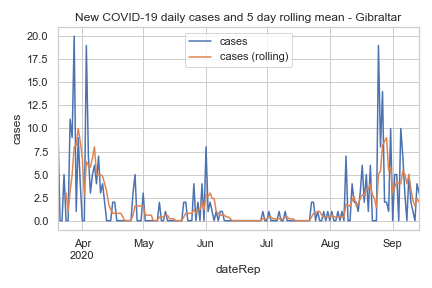 New COVID-19 daily cases and 5 day rolling mean - Gibraltar
cases
cases (rolling)
20.0
17.5
15.0
12.5
10.0
7.5
5.0
2.5
0.0
cases
Apr
2020
May
Jun
Jul
Aug
Sep
dateRep